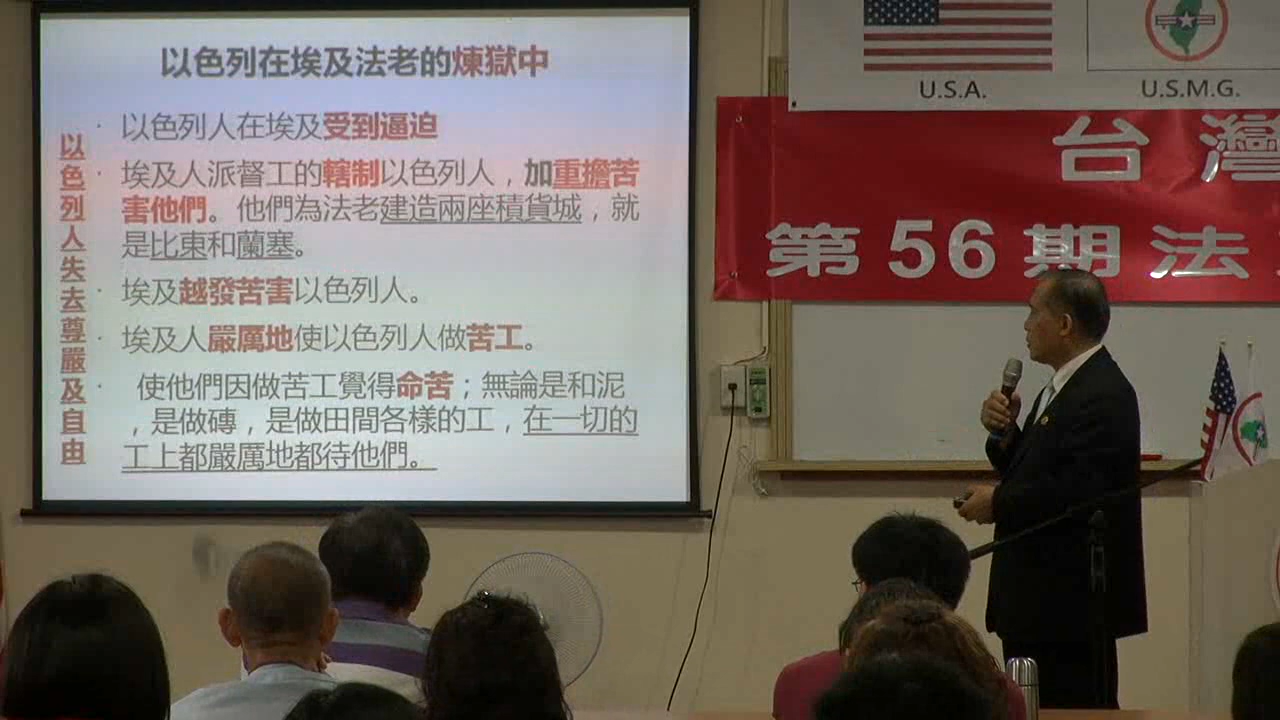 以色列在埃及法老的煉獄中
以色列人失去尊嚴及自由
· 以色列人在埃及受到逼迫
· 埃及人派督工的轄制以色列人，加重擔苦
害他們。他們為法老建造兩座積貨城，就
是比東和蘭塞。
· 埃及越發苦害以色列人。
· 埃及人嚴厲地使以色列人做苦工。
· 使他們因做苦工覺得命苦；無論是和泥
，是做磚，是做田間各樣的工，在一切的
工上都嚴厲地都待他們。
U.S.A.
U.S.M.G.
台灣
第56期法